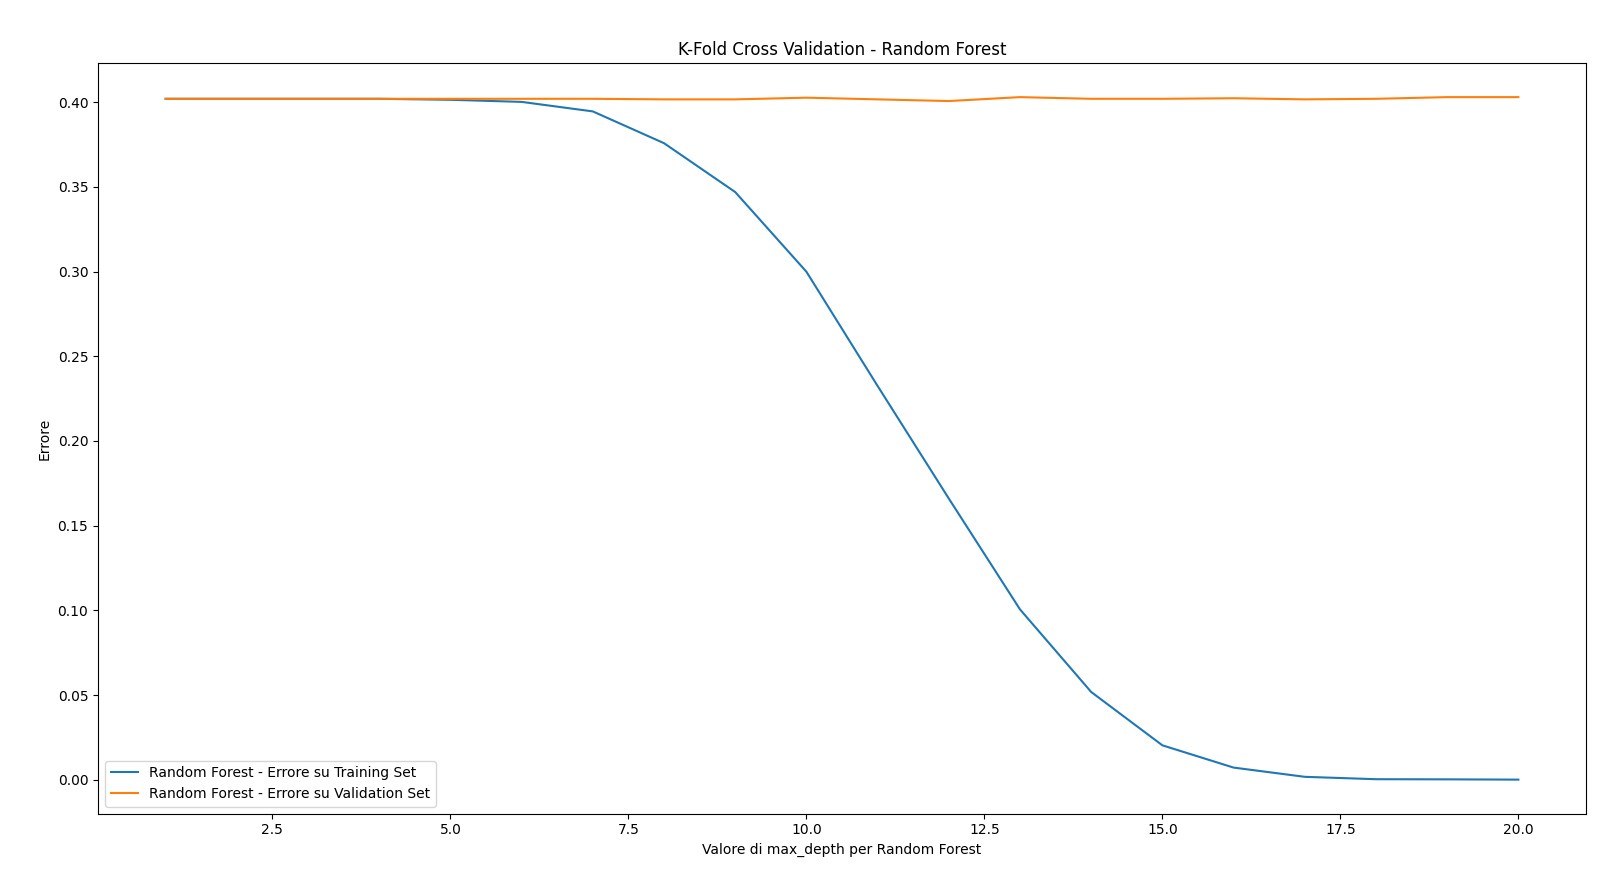 K-Fold Cross Validation - Random Forest
0.40
0.35
0.30
0.25
0.20
0.15
0.10
0.05
0.00
Errore
Random Forest - Errore su Training Set
Random Forest - Errore su Validation Set
2.5 5.0 7.5 10.0 12.5 15.0 17.5 20.0
Valore di max_depth per Random Forest